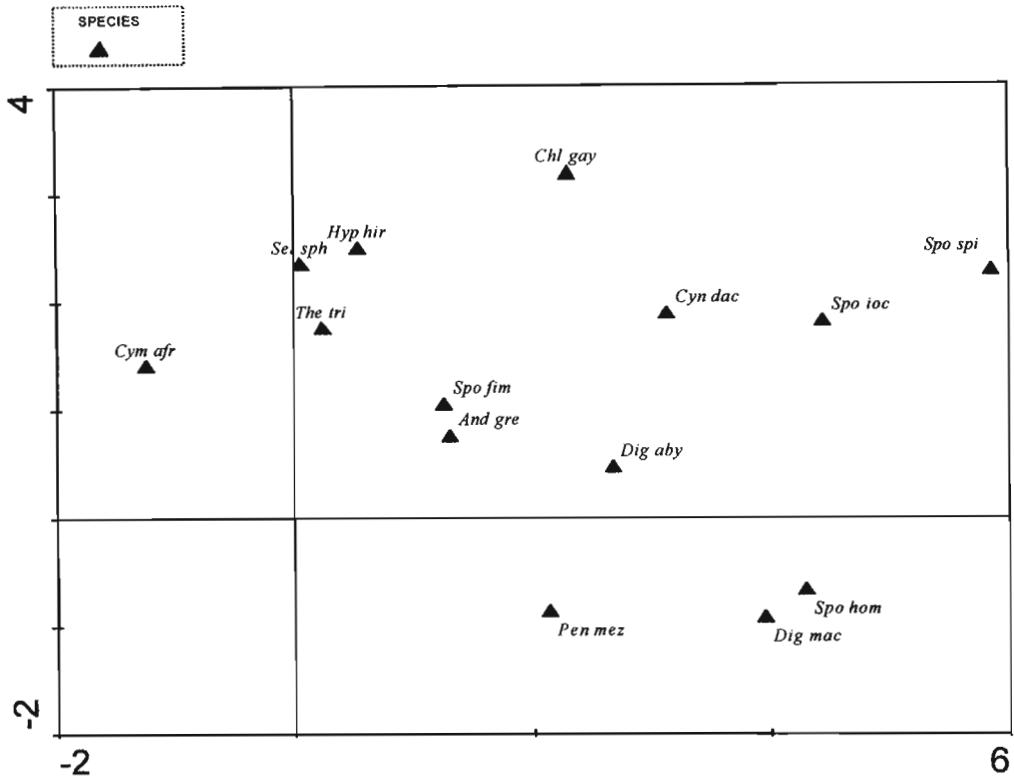 SPECIES
4
Chl gay
Hyp hir
Spo spi
sph
Cyn dac
Spo ioc
The tri
Cym afr
Spo fim
And gre
Dig aby
Spo hom
Pen mez
Dig mac
-2
-2
6